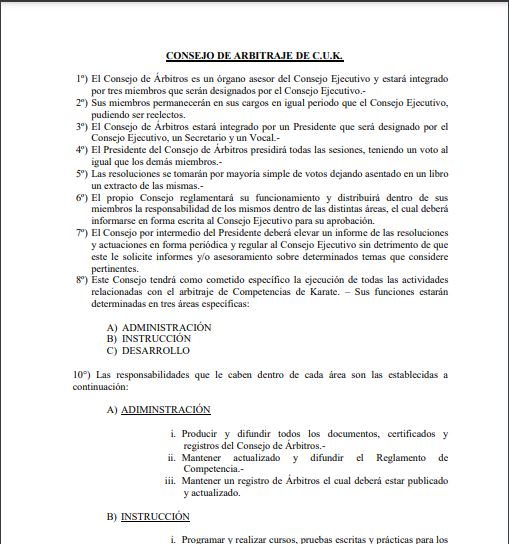 CONSEJO DE ARBITRAJE DE C.U.K.
1º) El Consejo de Árbitros es un órgano asesor del Consejo Ejecutivo y estará integrado
por tres miembros que serán designados por el Consejo Ejecutivo.-
2º) Sus miembros permanecerán en sus cargos en igual periodo que el Consejo Ejecutivo,
pudiendo ser reelectos.
3º) El Consejo de Árbitros estará integrado por un Presidente que será designado por el
Consejo Ejecutivo, un Secretario y un Vocal.-
4º) El Presidente del Consejo de Árbitros presidirá todas las sesiones, teniendo un voto al
igual que los demás miembros.-
5º) Las resoluciones se tomarán por mayoría simple de votos dejando asentado en un libro
un extracto de las mismas.-
6º) El propio Consejo reglamentará su funcionamiento y distribuirá dentro de sus
miembros la responsabilidad de los mismos dentro de las distintas áreas, el cual deberá
informarse en forma escrita al Consejo Ejecutivo para su aprobación.
7º) El Consejo por intermedio del Presidente deberá elevar un informe de las resoluciones
y actuaciones en forma periódica y regular al Consejo Ejecutivo sin detrimento de que
este le solicite informes y/o asesoramiento sobre determinados temas que considere
pertinentes.
8º) Este Consejo tendrá como cometido específico la ejecución de todas las actividades
relacionadas con el arbitraje de Competencias de Karate. – Sus funciones estarán
determinadas en tres áreas específicas:
A) ADMINISTRACIÓN
B) INSTRUCCIÓN
C) DESARROLLO
10°) Las responsabilidades que le caben dentro de cada área son las establecidas a
continuación:
A) ADIMINSTRACIÓN
i. Producir y difundir todos los documentos, certificados y
registros del Consejo de Árbitros.-
ii. Mantener actualizado y difundir el Reglamento de
Competencia.-
iii. Mantener un registro de Árbitros el cual deberá estar publicado
y actualizado.
B) INSTRUCCIÓN
i. Programar y realizar cursos, pruebas escritas y prácticas para los